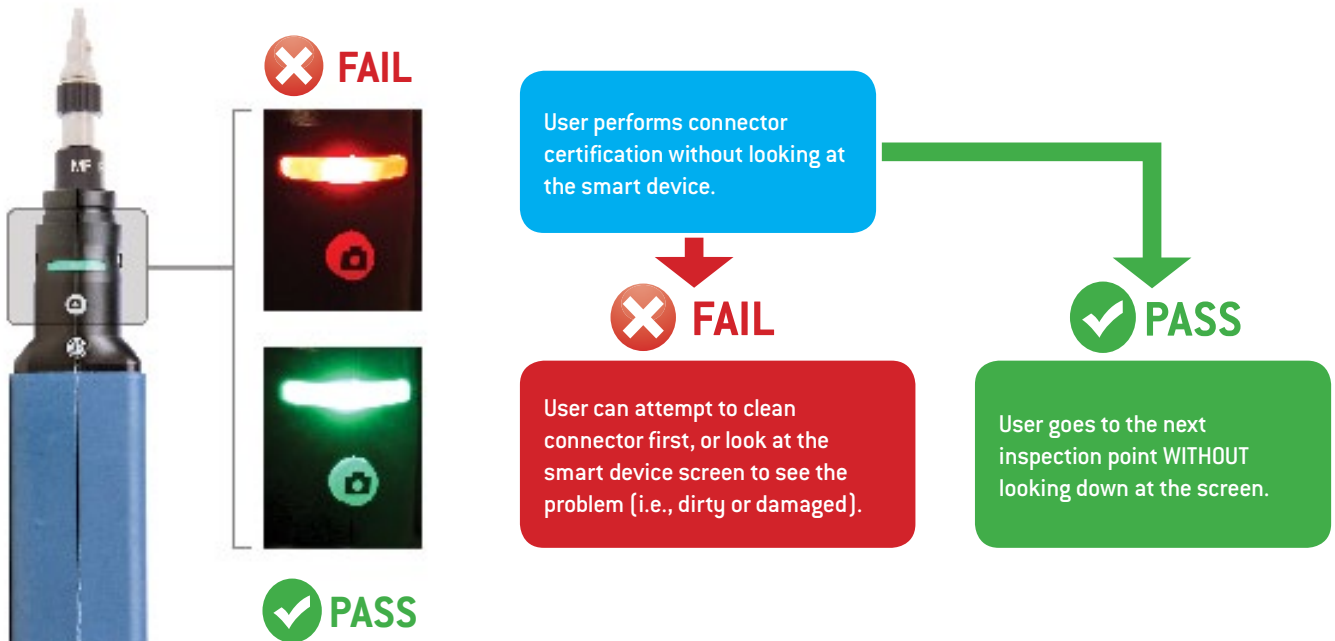 FAIL
MF
PASS
User performs connector
certification without looking at
the smart device.
FAIL
User can attempt to clean
connector first, or look at the
smart device screen to see the
problem (i.e., dirty or damaged).
PASS
User goes to the next
inspection point WITHOUT
looking down at the screen.